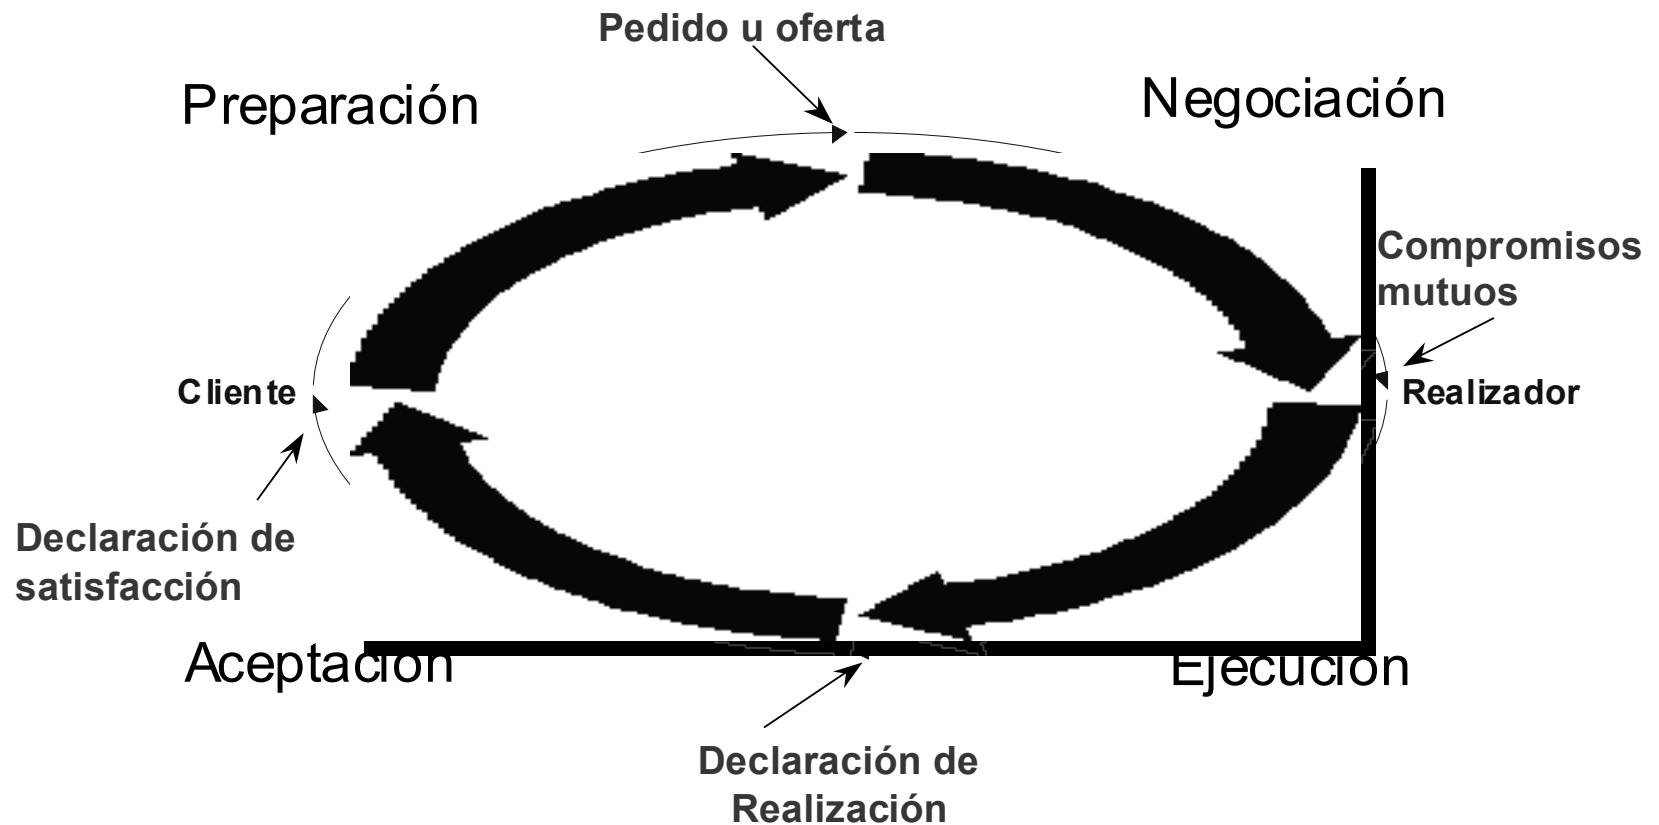 Pedido u oferta
Preparación
Negociación
Compromisos
mutuos
Cliente
Realizador
Declaración de
satisfacción
Aceptación
Ejecución
Declaración de
Realización